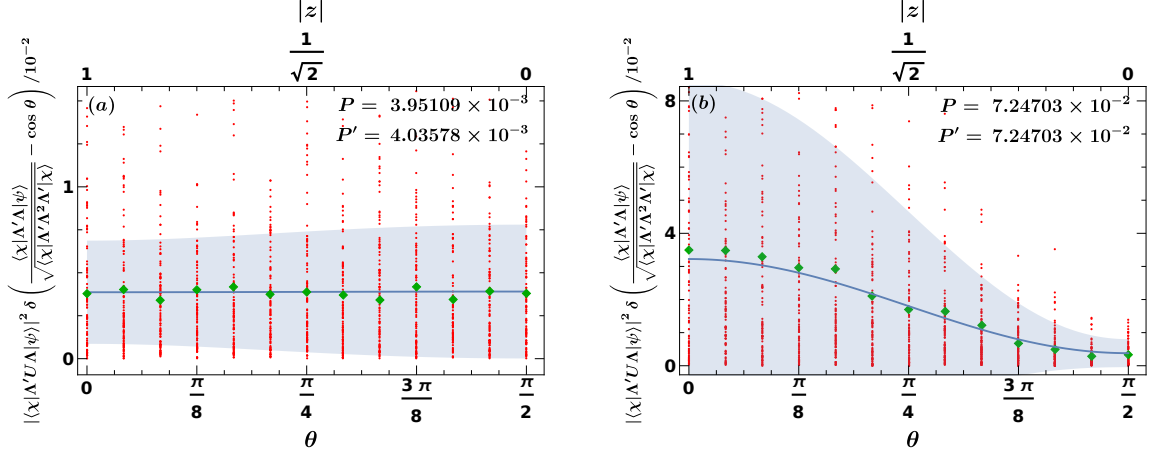 |z|
1 1/√2 0
(a)
P = 3.95109 × 10⁻³
P′ = 4.03578 × 10⁻³
|⟨χ|Λ′UΛ|ψ⟩|² δ( ⟨χ|Λ′Λ|ψ⟩ / √⟨χ|Λ′Λ²Λ′|χ⟩ − cos θ ) /10⁻²
1
0
0 π/8 π/4 3π/8 π/2
θ
|z|
1 1/√2 0
(b)
P = 7.24703 × 10⁻²
P′ = 7.24703 × 10⁻²
|⟨χ|Λ′UΛ|ψ⟩|² δ( ⟨χ|Λ′Λ|ψ⟩ / √⟨χ|Λ′Λ²Λ′|χ⟩ − cos θ ) /10⁻²
8
4
0
0 π/8 π/4 3π/8 π/2
θ